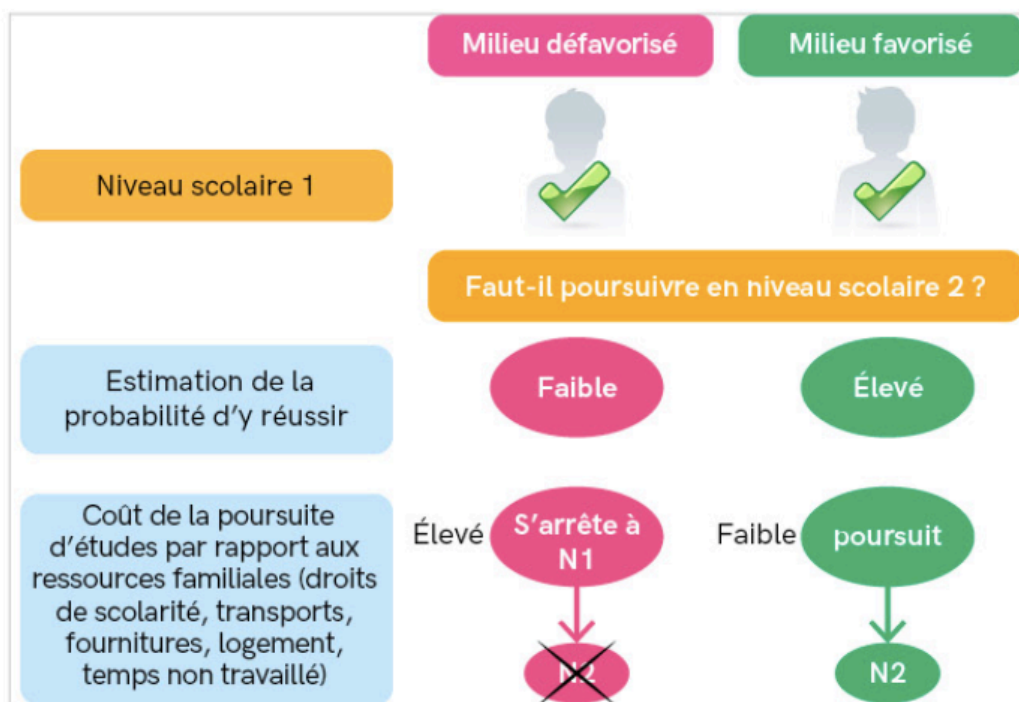 Milieu défavorisé
Milieu favorisé
Niveau scolaire 1
Faut-il poursuivre en niveau scolaire 2 ?
Estimation de la
probabilité d'y réussir
Faible
Élevé
Coût de la poursuite
d'études par rapport aux
ressources familiales (droits
de scolarité, transports,
fournitures, logement,
temps non travaillé)
Élevé
S'arrête à
N1
N2
Faible
poursuit
N2